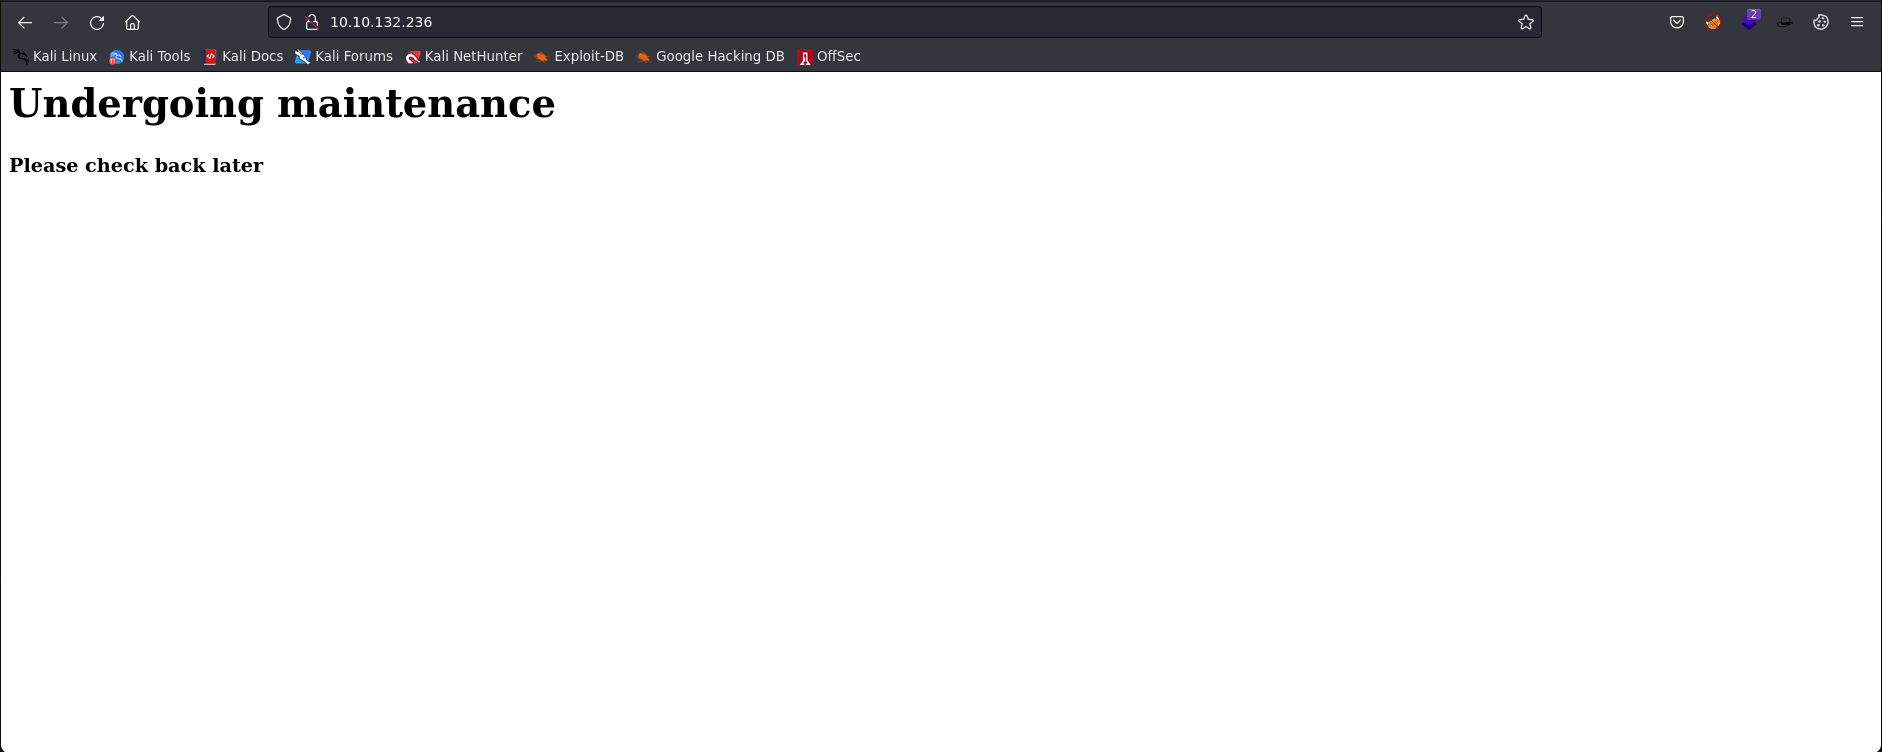 10.10.132.236
2
Kali Linux Kali Tools Kali Docs Kali Forums Kali NetHunter Exploit-DB Google Hacking DB OffSec
Undergoing maintenance
Please check back later